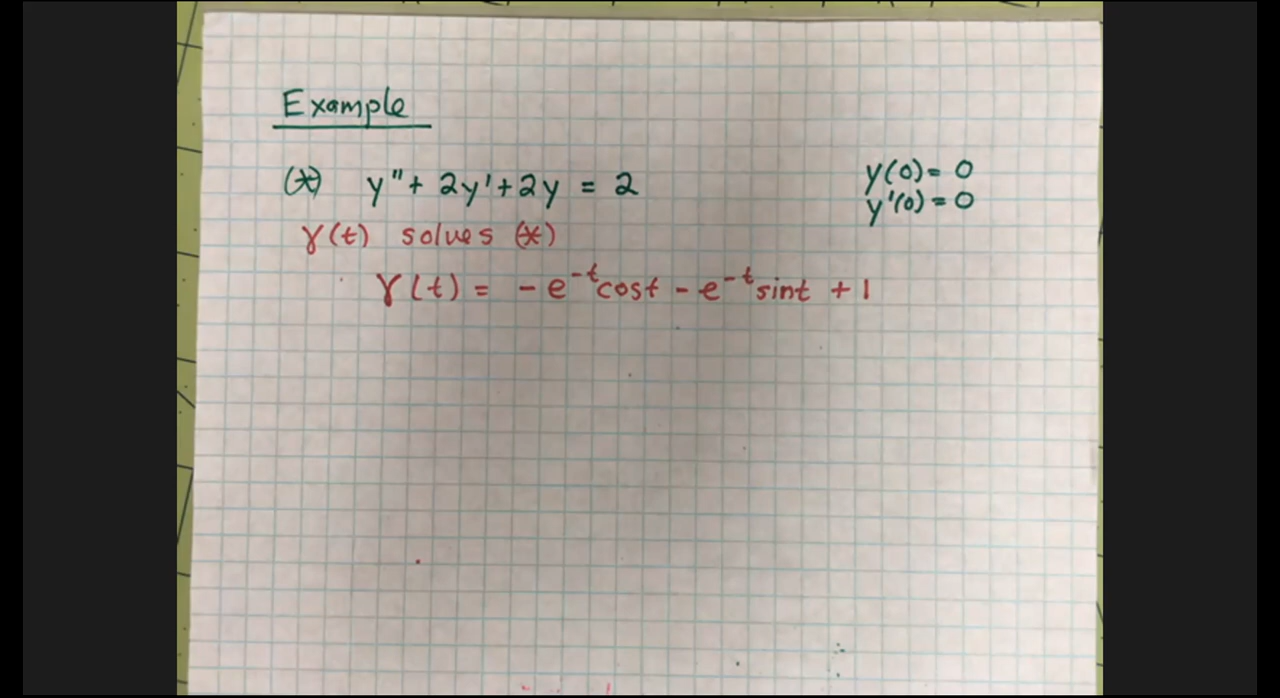 Example
(*) y" + 2y' + 2y = 2
y(0) = 0
y'(0) = 0
γ(t) solves (*)
γ(t) = -e^{-t}cost - e^{-t}sint + 1